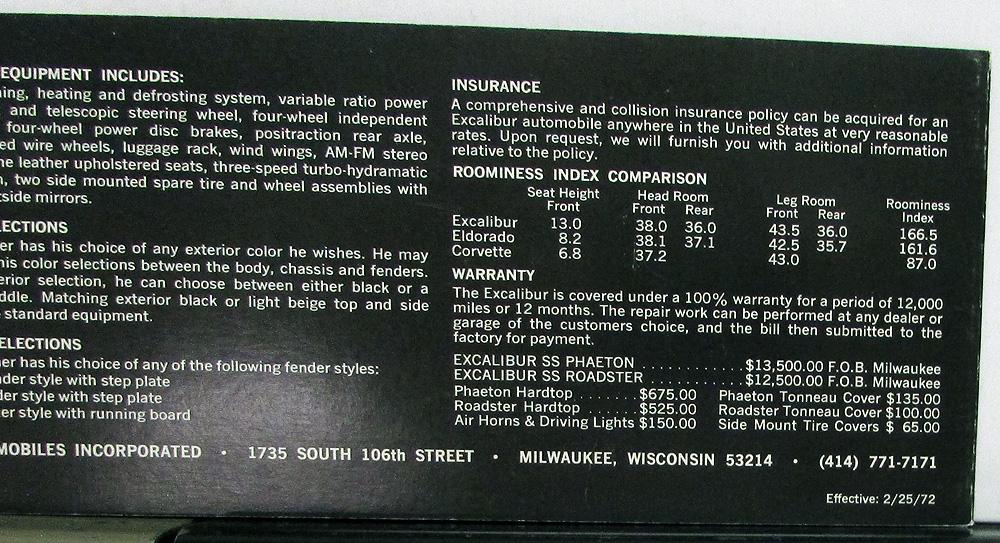 EQUIPMENT INCLUDES:
heating and defrosting system, variable ratio power
and telescopic steering wheel, four-wheel independent
four-wheel power disc brakes, positraction rear axle,
wire wheels, luggage rack, wind wings, AM-FM stereo
leather upholstered seats, three-speed turbo-hydramatic
two side mounted spare tire and wheel assemblies with
side mirrors.
LECTIONS
er has his choice of any exterior color he wishes. He may
his color selections between the body, chassis and fenders.
erior selection, he can choose between either black or a
ddle. Matching exterior black or light beige top and side
standard equipment.
ELECTIONS
er has his choice of any of the following fender styles:
der style with step plate
der style with step plate
er style with running board
INSURANCE
A comprehensive and collision insurance policy can be acquired for an
Excalibur automobile anywhere in the United States at very reasonable
rates. Upon request, we will furnish you with additional information
relative to the policy.
ROOMINESS INDEX COMPARISON
Seat Height Head Room Leg Room Roominess
Front Front Rear Front Rear Index
Excalibur 13.0 38.0 36.0 43.5 36.0 166.5
Eldorado 8.2 38.1 37.1 42.5 35.7 161.6
Corvette 6.8 37.2 43.0 87.0
WARRANTY
The Excalibur is covered under a 100% warranty for a period of 12,000
miles or 12 months. The repair work can be performed at any dealer or
garage of the customers choice, and the bill then submitted to the
factory for payment.
EXCALIBUR SS PHAETON . . . . . . . . . . . . $13,500.00 F.O.B. Milwaukee
EXCALIBUR SS ROADSTER . . . . . . . . . . . $12,500.00 F.O.B. Milwaukee
Phaeton Hardtop . . . . . . . $675.00 Phaeton Tonneau Cover $135.00
Roadster Hardtop . . . . . . $525.00 Roadster Tonneau Cover $100.00
Air Horns & Driving Lights $150.00 Side Mount Tire Covers $ 65.00
MOBILES INCORPORATED • 1735 SOUTH 106th STREET • MILWAUKEE, WISCONSIN 53214 • (414) 771-7171
Effective: 2/25/72